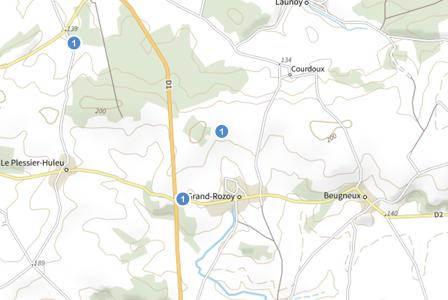 Launoy
139
1
134
Courdoux
D1
200
1
200
Le Plessier-Huleu
1
Grand-Rozoy
Beugneux
140
D2
189